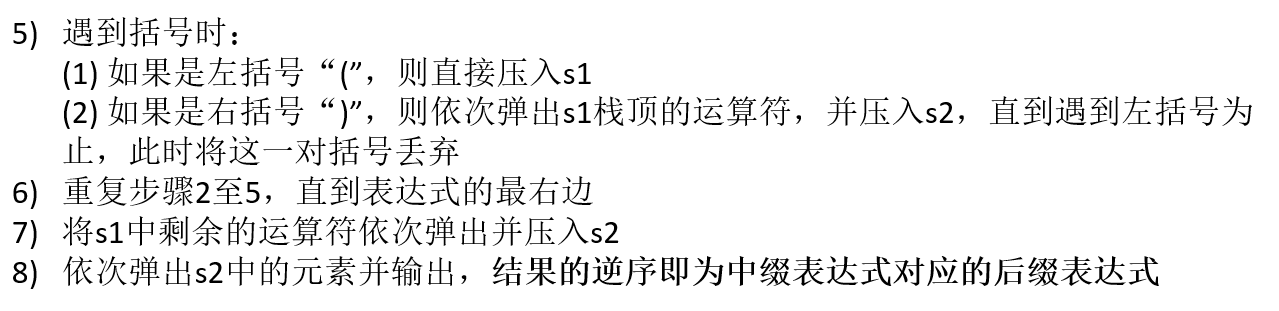 5) 遇到括号时：
(1) 如果是左括号“(”，则直接压入s1
(2) 如果是右括号“)”，则依次弹出s1栈顶的运算符，并压入s2，直到遇到左括号为
止，此时将这一对括号丢弃
6) 重复步骤2至5，直到表达式的最右边
7) 将s1中剩余的运算符依次弹出并压入s2
8) 依次弹出s2中的元素并输出，结果的逆序即为中缀表达式对应的后缀表达式